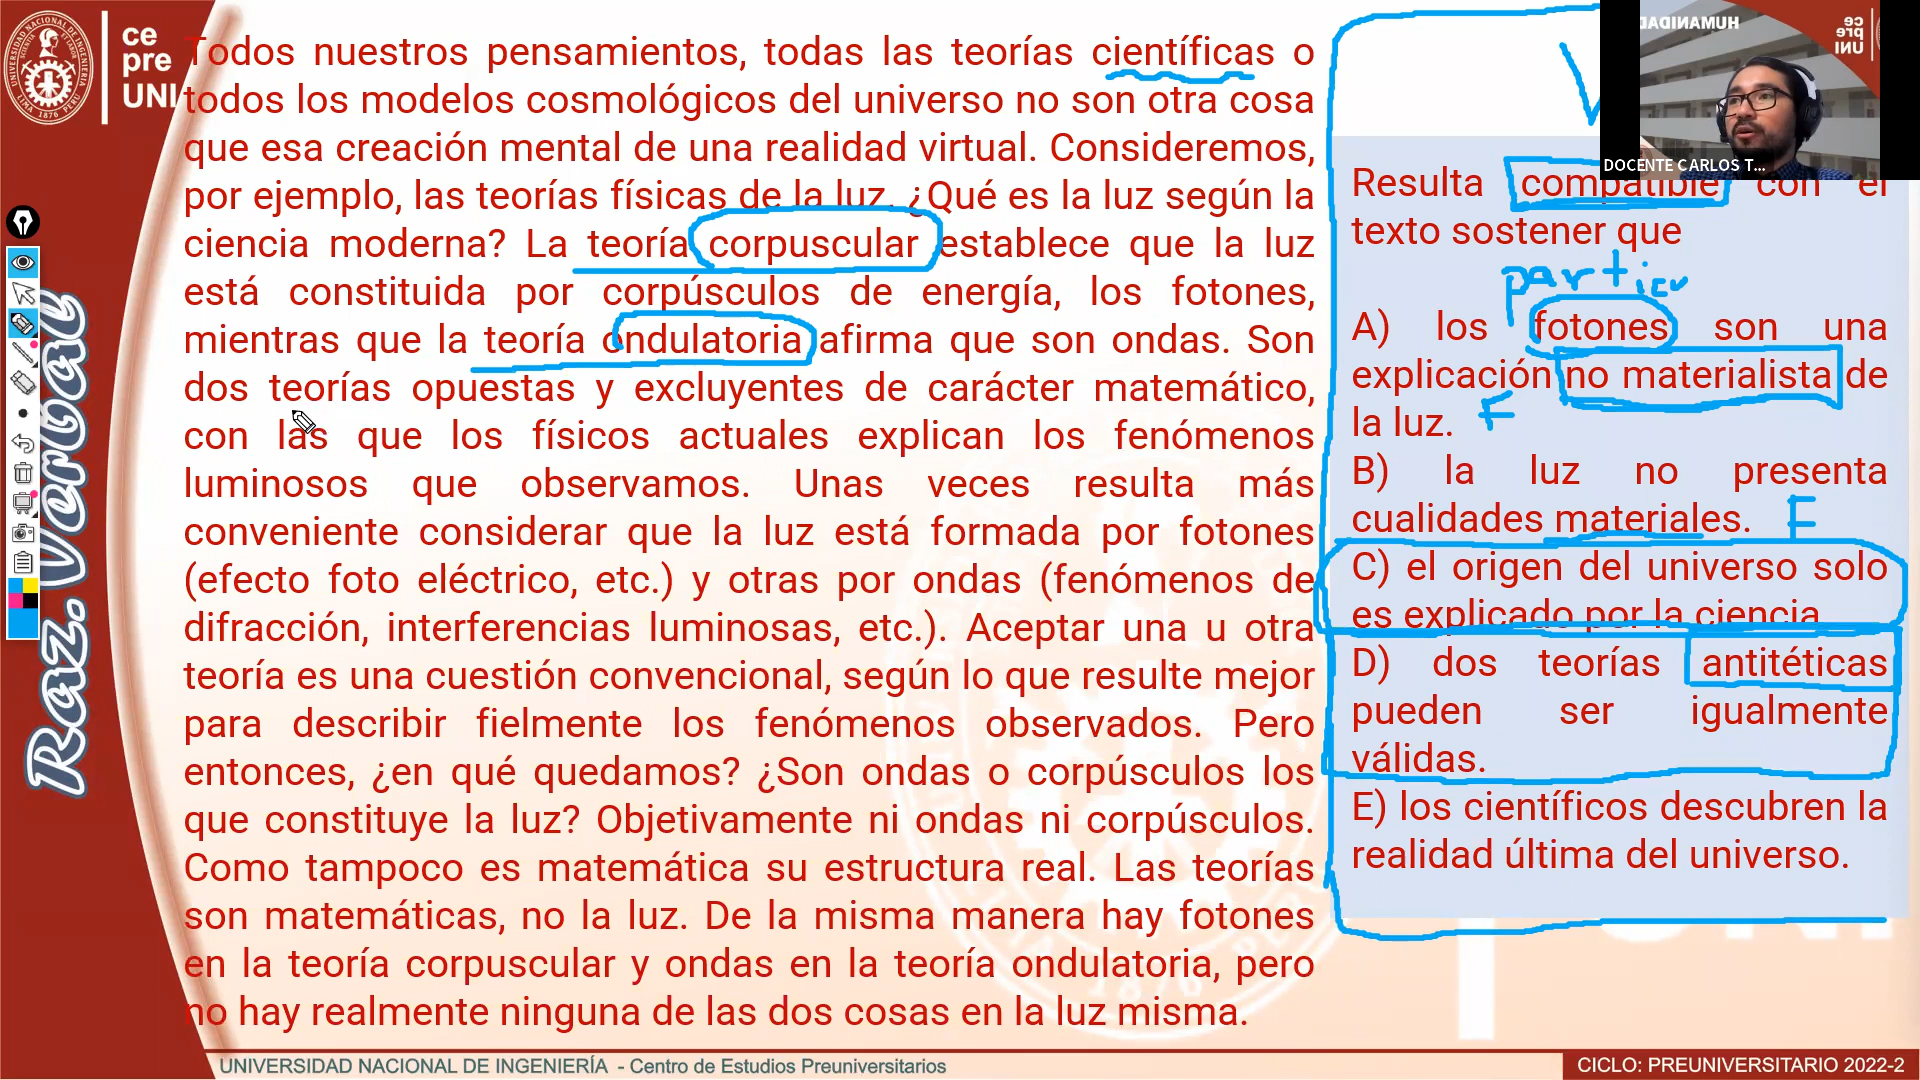 ce
pre
UNI
Todos nuestros pensamientos, todas las teorías científicas o
todos los modelos cosmológicos del universo no son otra cosa
que esa creación mental de una realidad virtual. Consideremos,
por ejemplo, las teorías físicas de la luz. ¿Qué es la luz según la
ciencia moderna? La teoría corpuscular establece que la luz
está constituida por corpúsculos de energía, los fotones,
mientras que la teoría ondulatoria afirma que son ondas. Son
dos teorías opuestas y excluyentes de carácter matemático,
con las que los físicos actuales explican los fenómenos
luminosos que observamos. Unas veces resulta más
conveniente considerar que la luz está formada por fotones
(efecto foto eléctrico, etc.) y otras por ondas (fenómenos de
difracción, interferencias luminosas, etc.). Aceptar una u otra
teoría es una cuestión convencional, según lo que resulte mejor
para describir fielmente los fenómenos observados. Pero
entonces, ¿en qué quedamos? ¿Son ondas o corpúsculos los
que constituye la luz? Objetivamente ni ondas ni corpúsculos.
Como tampoco es matemática su estructura real. Las teorías
son matemáticas, no la luz. De la misma manera hay fotones
en la teoría corpuscular y ondas en la teoría ondulatoria, pero
no hay realmente ninguna de las dos cosas en la luz misma.
Raz. Verbal
HUMANIDA
ce
pre
UNI
DOCENTE CARLOS T...
Resulta compatible con el
texto sostener que
particu
A) los fotones son una
explicación no materialista de
la luz. F
B) la luz no presenta
cualidades materiales. F
C) el origen del universo solo
es explicado por la ciencia
D) dos teorías antitéticas
pueden ser igualmente
válidas.
E) los científicos descubren la
realidad última del universo.
UNIVERSIDAD NACIONAL DE INGENIERÍA - Centro de Estudios Preuniversitarios
CICLO: PREUNIVERSITARIO 2022-2